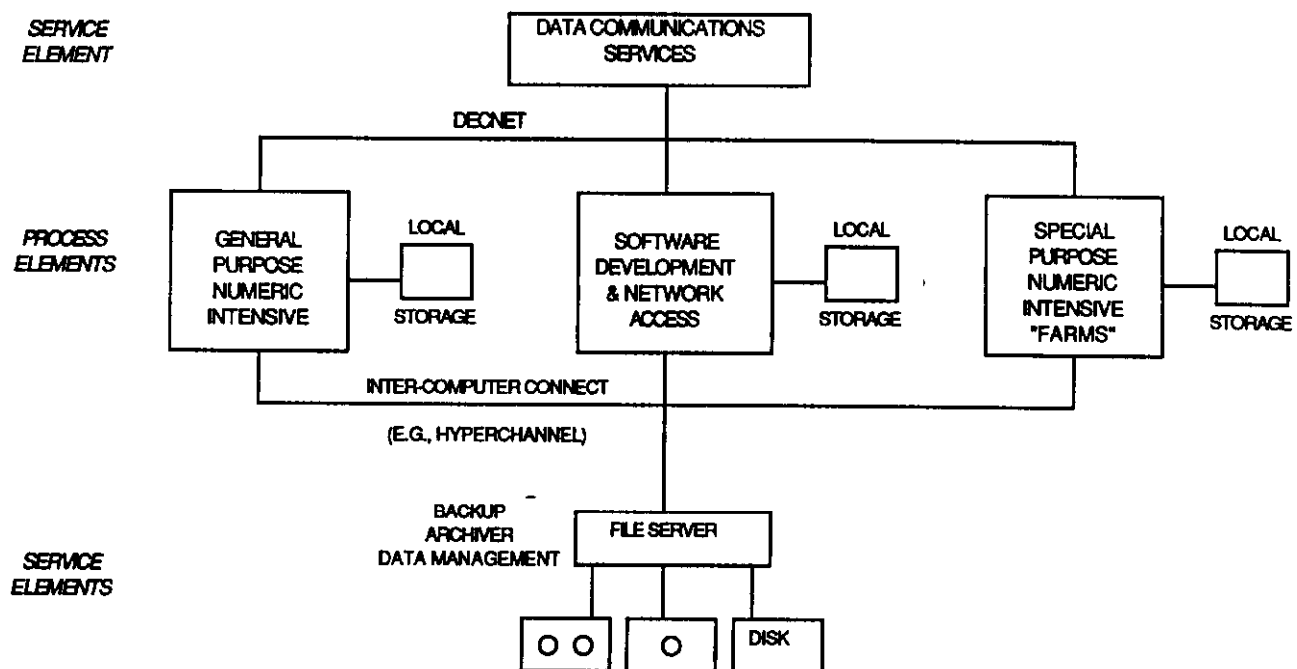 SERVICE
ELEMENT
DATA COMMUNICATIONS
SERVICES
DECNET
PROCESS
ELEMENTS
GENERAL
PURPOSE
NUMERIC
INTENSIVE
LOCAL
STORAGE
SOFTWARE
DEVELOPMENT
& NETWORK
ACCESS
LOCAL
STORAGE
SPECIAL
PURPOSE
NUMERIC
INTENSIVE
"FARMS"
LOCAL
STORAGE
INTER-COMPUTER CONNECT
(E.G., HYPERCHANNEL)
BACKUP
ARCHIVER
DATA MANAGEMENT
FILE SERVER
SERVICE
ELEMENTS
DISK